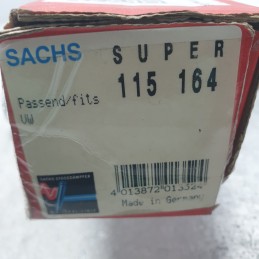 SACHS SUPER
115 164
Passend/fits
VW
4 013872 013324
Made in Germany